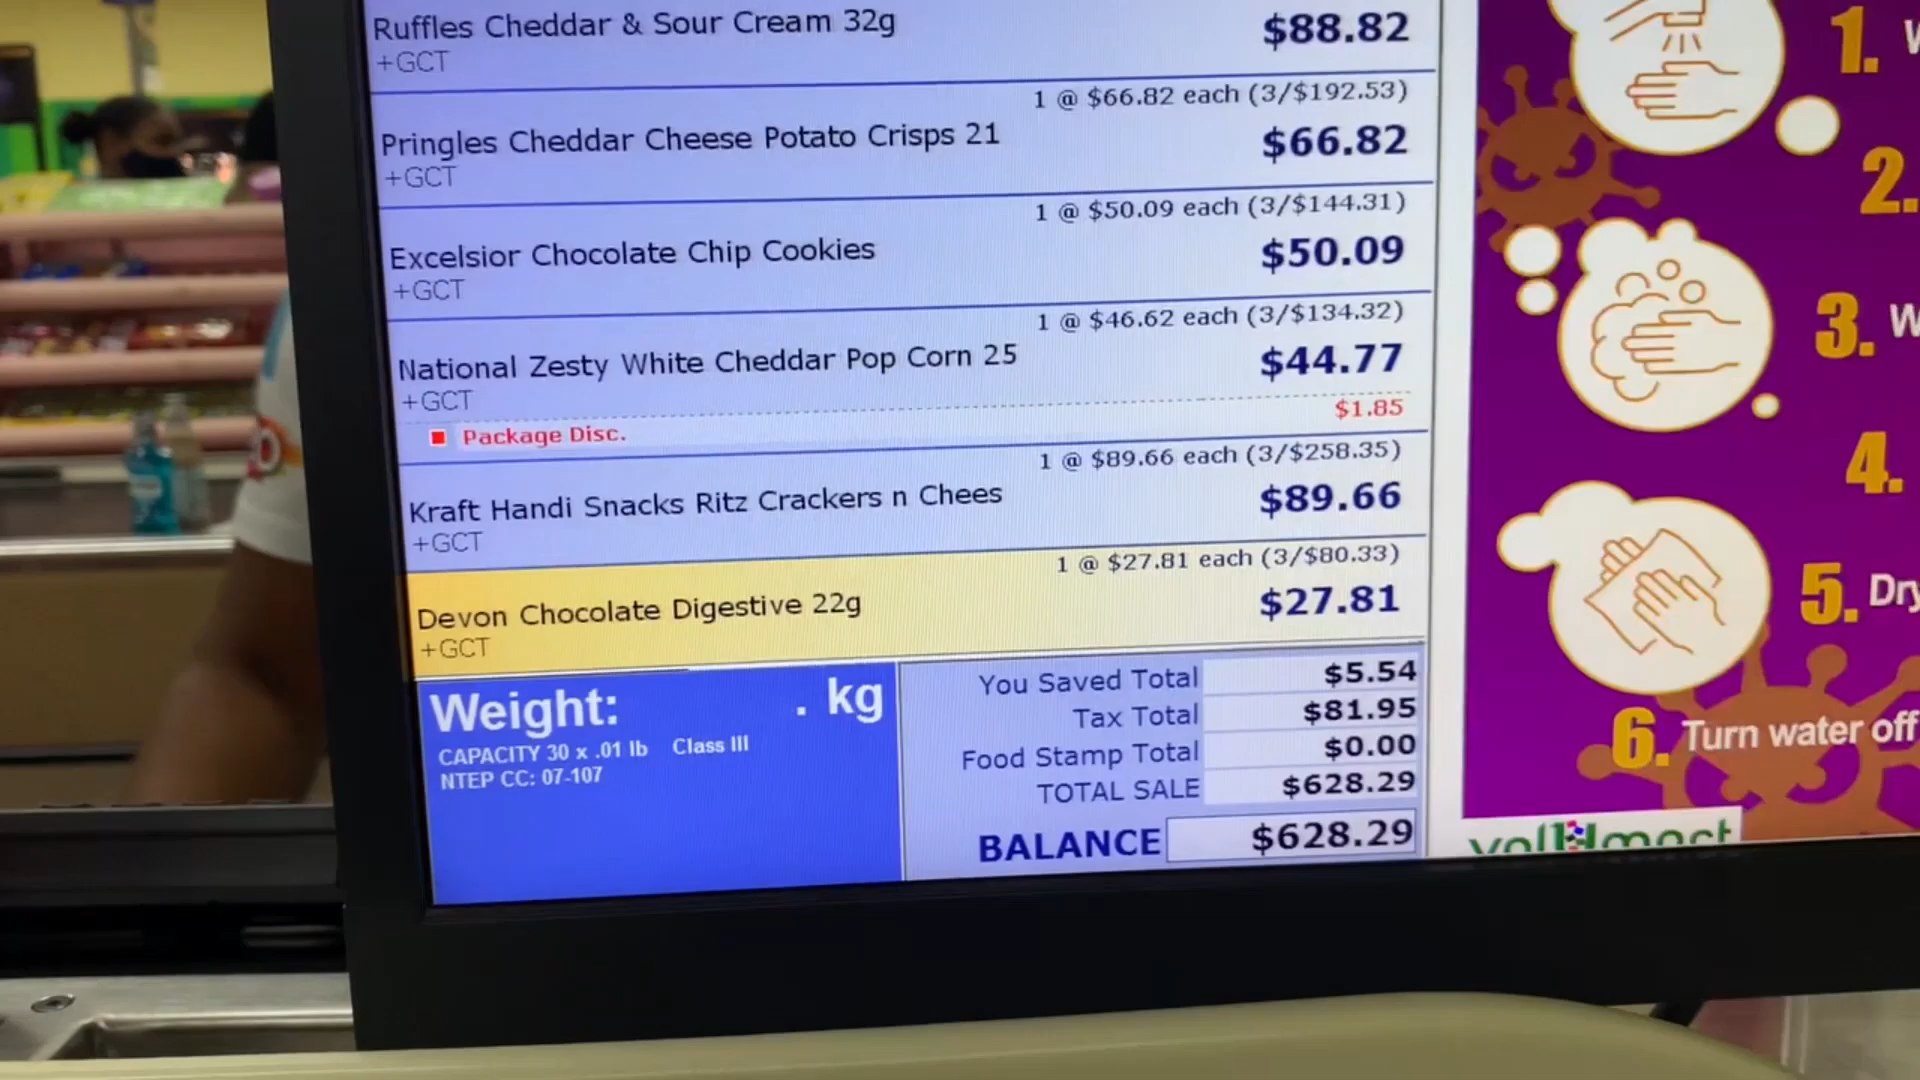 Ruffles Cheddar & Sour Cream 32g $88.82
+GCT
1 @ $66.82 each (3/$192.53)
Pringles Cheddar Cheese Potato Crisps 21 $66.82
+GCT
1 @ $50.09 each (3/$144.31)
Excelsior Chocolate Chip Cookies $50.09
+GCT
1 @ $46.62 each (3/$134.32)
National Zesty White Cheddar Pop Corn 25 $44.77
+GCT
Package Disc. $1.85
1 @ $89.66 each (3/$258.35)
Kraft Handi Snacks Ritz Crackers n Chees $89.66
+GCT
1 @ $27.81 each (3/$80.33)
Devon Chocolate Digestive 22g $27.81
+GCT
Weight: . kg
CAPACITY 30 x .01 lb Class III
NTEP CC: 07-107
You Saved Total $5.54
Tax Total $81.95
Food Stamp Total $0.00
TOTAL SALE $628.29
BALANCE $628.29
1.
2.
3.
4.
5. Dry
6. Turn water off